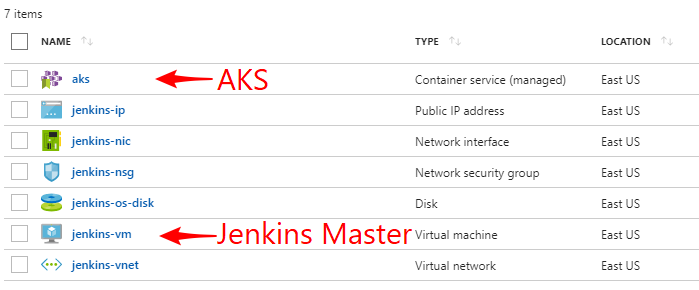 7 items
NAME TYPE LOCATION
aks AKS Container service (managed) East US
jenkins-ip Public IP address East US
jenkins-nic Network interface East US
jenkins-nsg Network security group East US
jenkins-os-disk Disk East US
jenkins-vm Jenkins Master Virtual machine East US
jenkins-vnet Virtual network East US